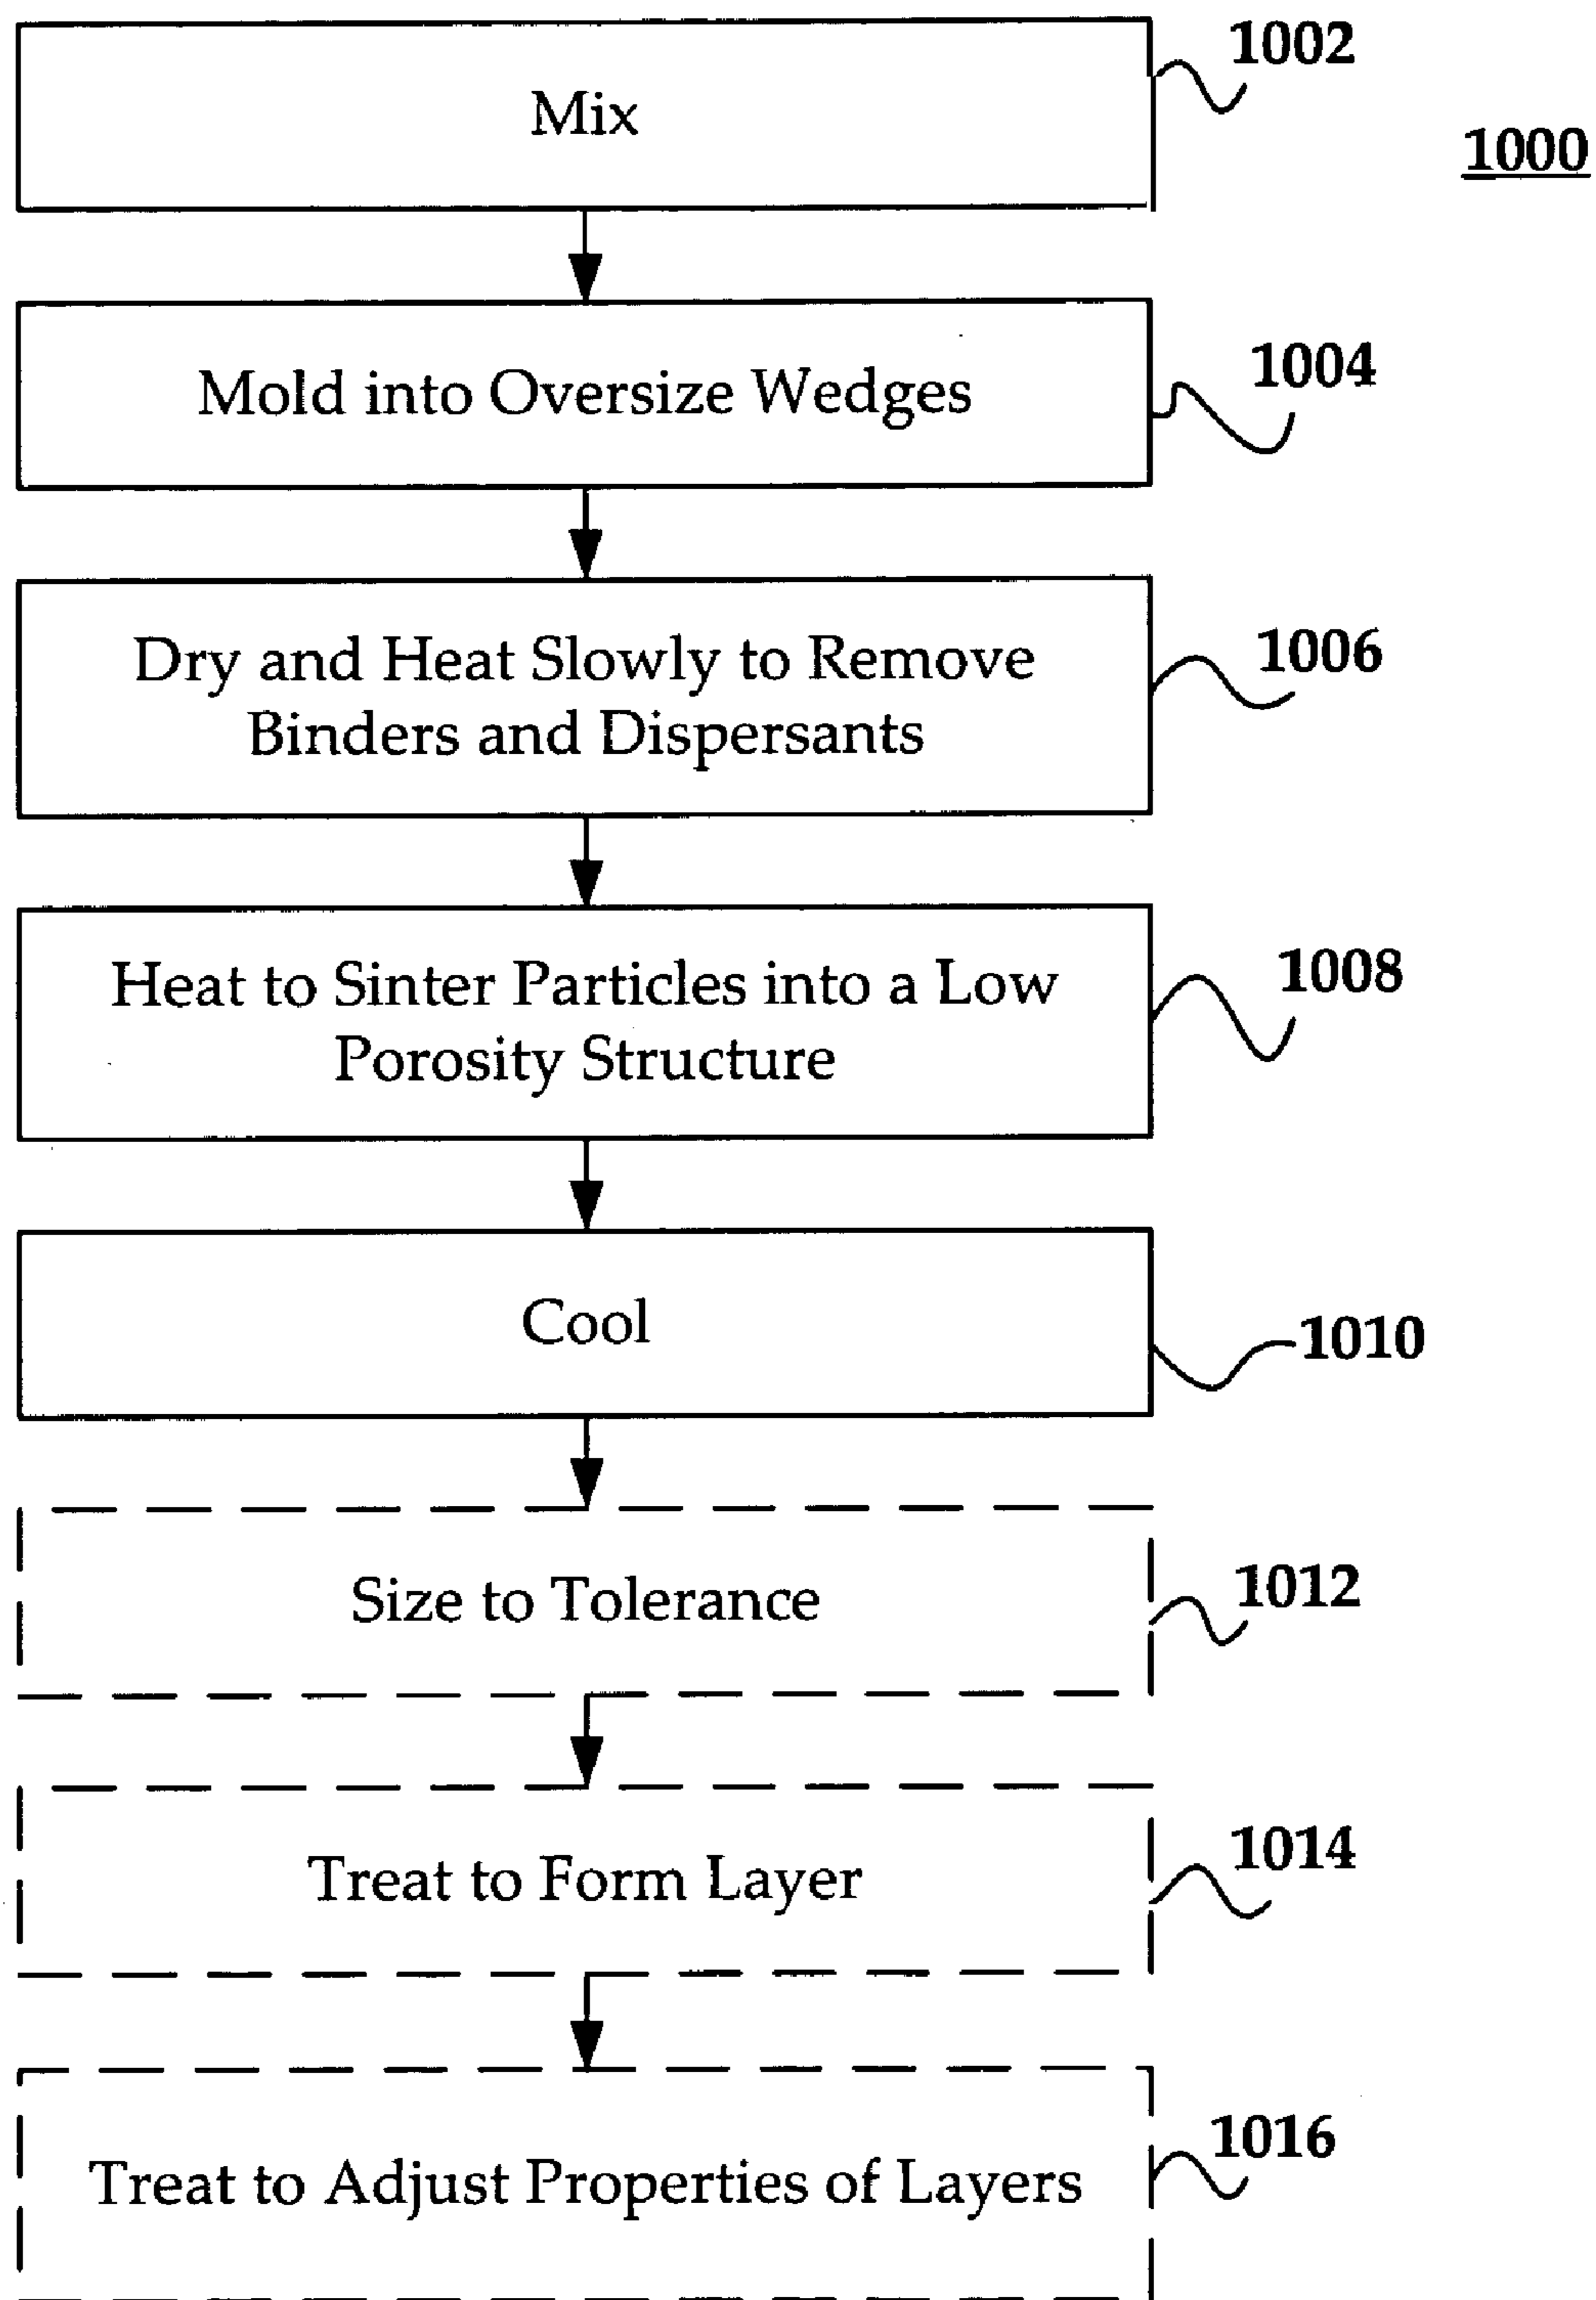 Mix
1002
1000
Mold into Oversize Wedges
1004
Dry and Heat Slowly to Remove
Binders and Dispersants
1006
Heat to Sinter Particles into a Low
Porosity Structure
1008
Cool
1010
Size to Tolerance
1012
Treat to Form Layer
1014
Treat to Adjust Properties of Layers
1016